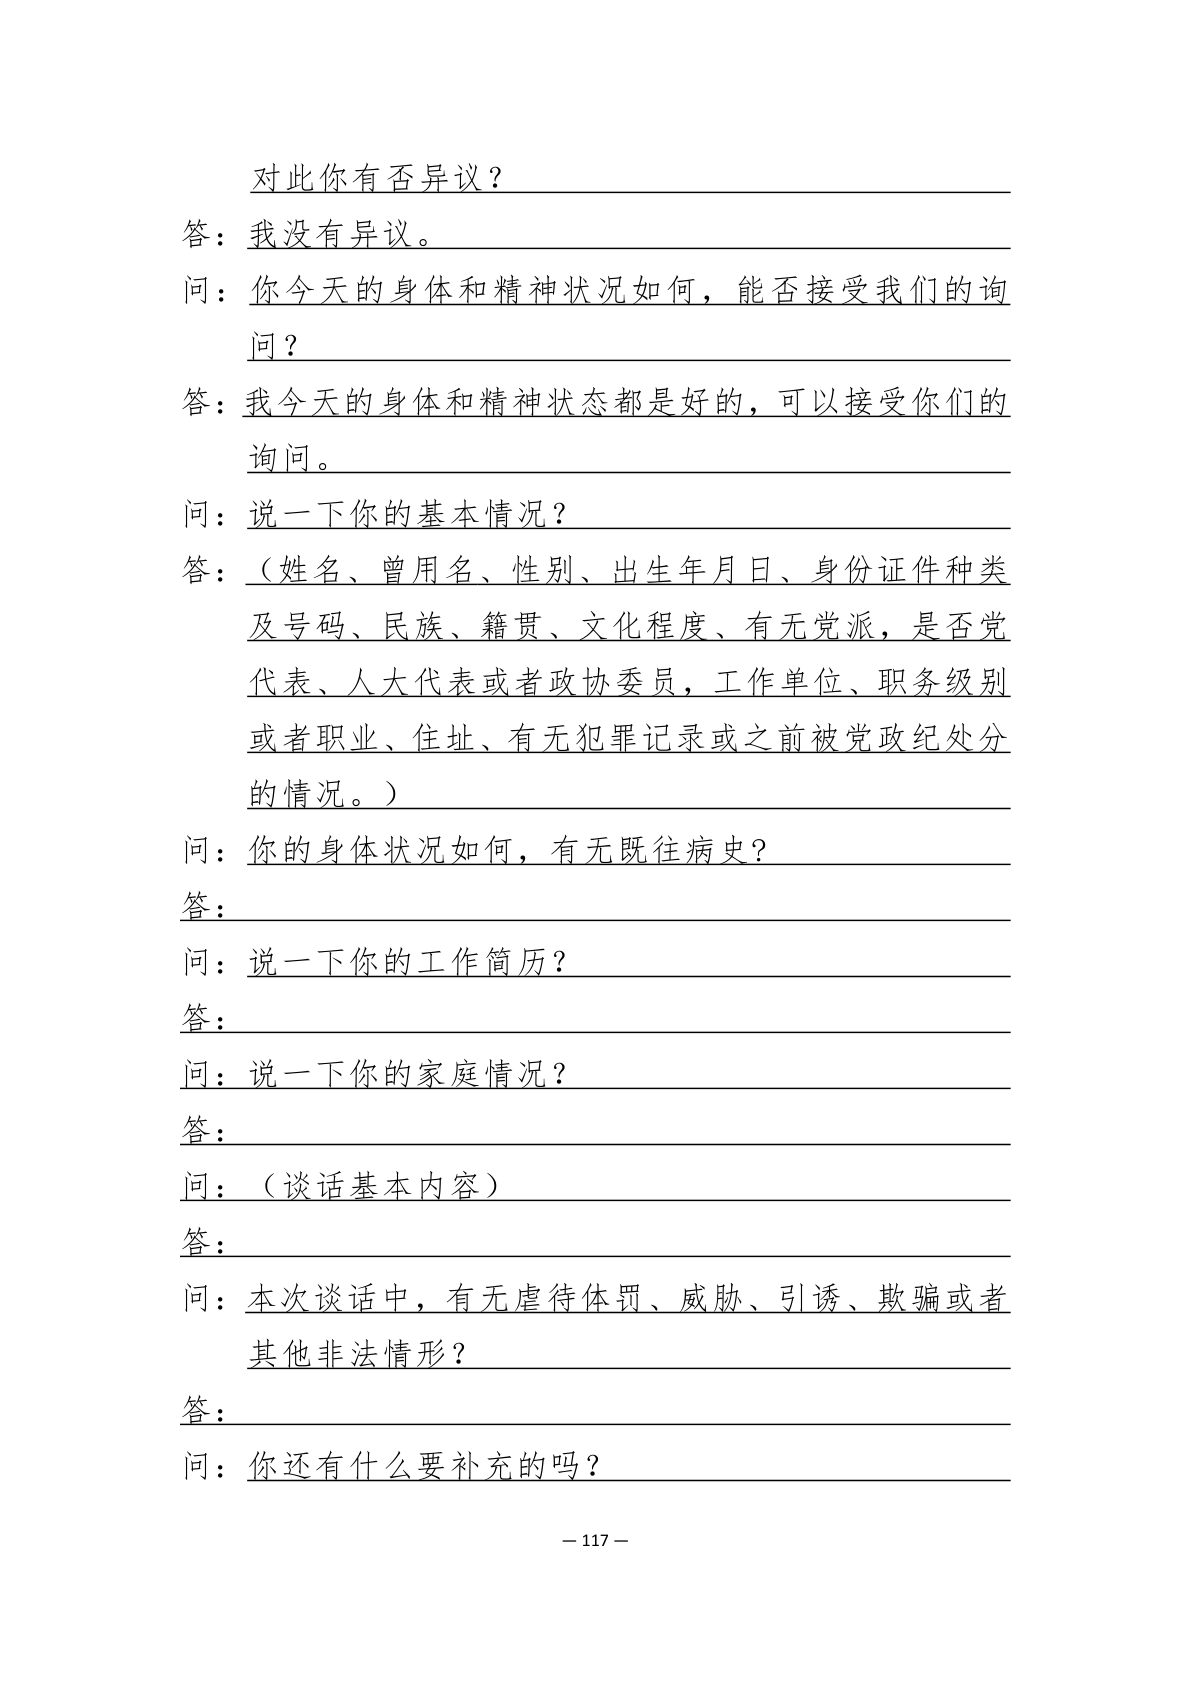 对此你有否异议？
答：我没有异议。
问：你今天的身体和精神状况如何，能否接受我们的询
问？
答：我今天的身体和精神状态都是好的，可以接受你们的
询问。
问：说一下你的基本情况？
答：（姓名、曾用名、性别、出生年月日、身份证件种类
及号码、民族、籍贯、文化程度、有无党派，是否党
代表、人大代表或者政协委员，工作单位、职务级别
或者职业、住址、有无犯罪记录或之前被党政纪处分
的情况。）
问：你的身体状况如何，有无既往病史?
答：
问：说一下你的工作简历？
答：
问：说一下你的家庭情况？
答：
问：（谈话基本内容）
答：
问：本次谈话中，有无虐待体罚、威胁、引诱、欺骗或者
其他非法情形？
答：
问：你还有什么要补充的吗？
— 117 —